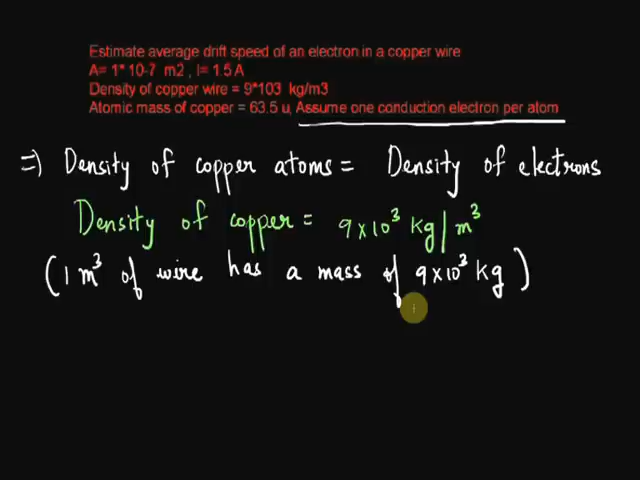 Estimate average drift speed of an electron in a copper wire
A= 1* 10-7 m2 , I= 1.5 A
Density of copper wire = 9*103 kg/m3
Atomic mass of copper = 63.5 u, Assume one conduction electron per atom
=) Density of copper atoms = Density of electrons
Density of copper = 9×10³ kg/m³
(1 m³ of wire has a mass of 9×10³ kg)